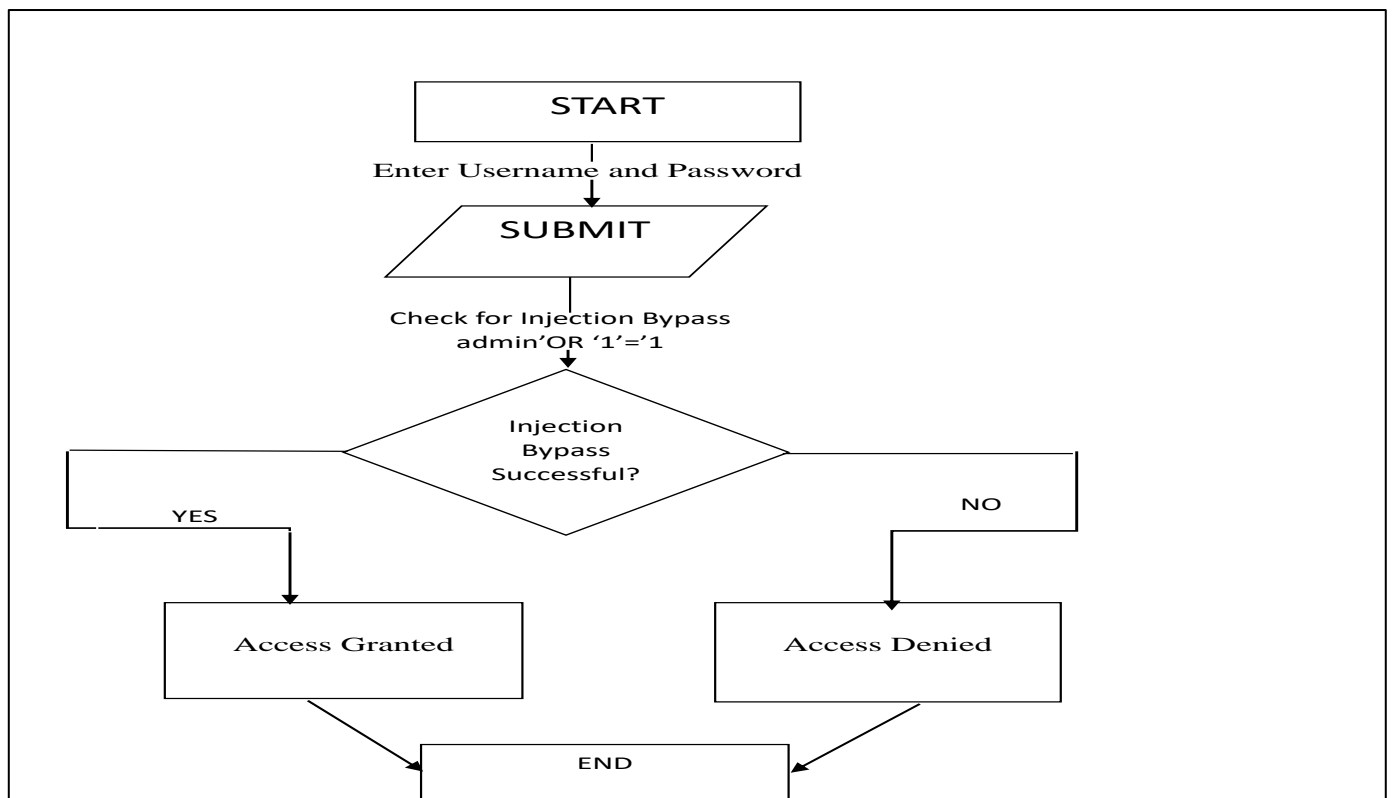 START
Enter Username and Password
SUBMIT
Check for Injection Bypass
admin’OR ‘1’=’1
Injection
Bypass
Successful?
YES
NO
Access Granted
Access Denied
END